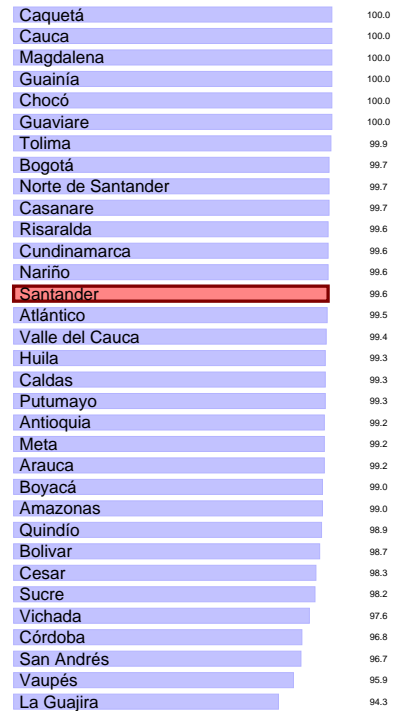 Caquetá 100.0
Cauca 100.0
Magdalena 100.0
Guainía 100.0
Chocó 100.0
Guaviare 100.0
Tolima 99.9
Bogotá 99.7
Norte de Santander 99.7
Casanare 99.7
Risaralda 99.6
Cundinamarca 99.6
Nariño 99.6
Santander 99.6
Atlántico 99.5
Valle del Cauca 99.4
Huila 99.3
Caldas 99.3
Putumayo 99.3
Antioquia 99.2
Meta 99.2
Arauca 99.2
Boyacá 99.0
Amazonas 99.0
Quindío 98.9
Bolivar 98.7
Cesar 98.3
Sucre 98.2
Vichada 97.6
Córdoba 96.8
San Andrés 96.7
Vaupés 95.9
La Guajira 94.3